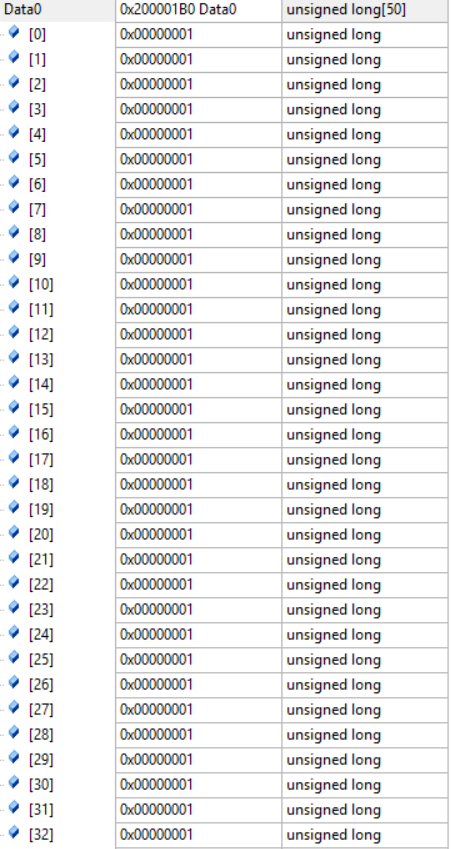 Data0 0x200001B0 Data0 unsigned long[50]
[0] 0x00000001 unsigned long
[1] 0x00000001 unsigned long
[2] 0x00000001 unsigned long
[3] 0x00000001 unsigned long
[4] 0x00000001 unsigned long
[5] 0x00000001 unsigned long
[6] 0x00000001 unsigned long
[7] 0x00000001 unsigned long
[8] 0x00000001 unsigned long
[9] 0x00000001 unsigned long
[10] 0x00000001 unsigned long
[11] 0x00000001 unsigned long
[12] 0x00000001 unsigned long
[13] 0x00000001 unsigned long
[14] 0x00000001 unsigned long
[15] 0x00000001 unsigned long
[16] 0x00000001 unsigned long
[17] 0x00000001 unsigned long
[18] 0x00000001 unsigned long
[19] 0x00000001 unsigned long
[20] 0x00000001 unsigned long
[21] 0x00000001 unsigned long
[22] 0x00000001 unsigned long
[23] 0x00000001 unsigned long
[24] 0x00000001 unsigned long
[25] 0x00000001 unsigned long
[26] 0x00000001 unsigned long
[27] 0x00000001 unsigned long
[28] 0x00000001 unsigned long
[29] 0x00000001 unsigned long
[30] 0x00000001 unsigned long
[31] 0x00000001 unsigned long
[32] 0x00000001 unsigned long